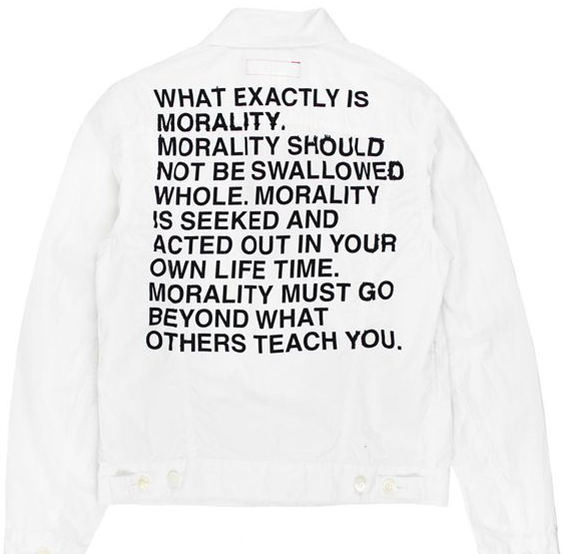 WHAT EXACTLY IS
MORALITY.
MORALITY SHOULD
NOT BE SWALLOWED
WHOLE. MORALITY
IS SEEKED AND
ACTED OUT IN YOUR
OWN LIFE TIME.
MORALITY MUST GO
BEYOND WHAT
OTHERS TEACH YOU.